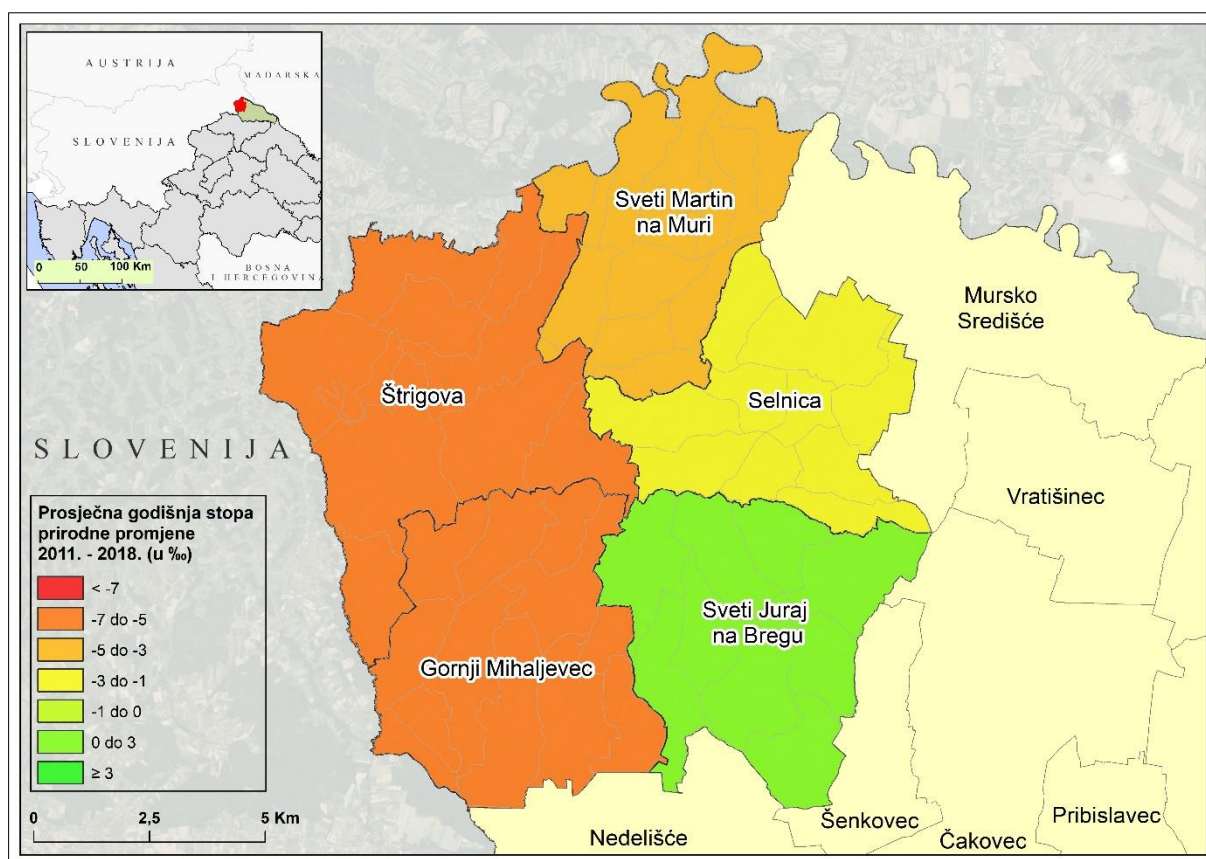 AUSTRIJA
MAĐARSKA
SLOVENIJA
BOSNA
I HERCEGOVINA
0 50 100 Km
Sveti Martin
na Muri
Mursko
Središće
Štrigova
Selnica
SLOVENIJA
Vratišinec
Prosječna godišnja stopa
prirodne promjene
2011. - 2018. (u ‰)
< -7
-7 do -5
-5 do -3
-3 do -1
-1 do 0
0 do 3
≥ 3
Sveti Juraj
na Bregu
Gornji Mihaljevec
0 2,5 5 Km
Nedelišće
Šenkovec
Čakovec
Pribislavec